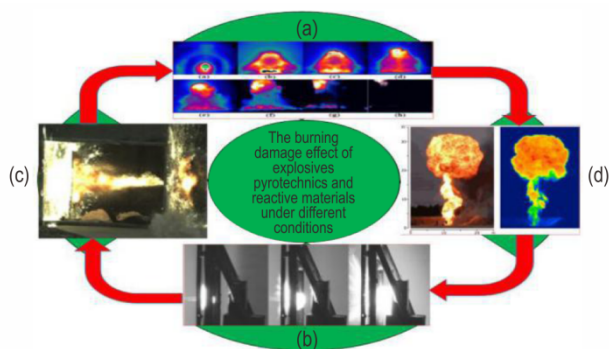 (a)
(c)
The burning
damage effect of
explosives
pyrotechnics and
reactive materials
under different
conditions
(d)
(b)